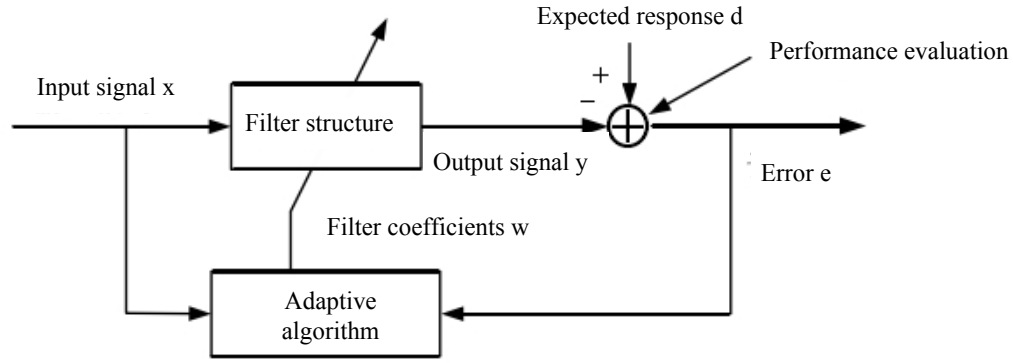 Expected response d
Performance evaluation
Input signal x
+
−
Filter structure
Output signal y
Error e
Filter coefficients w
Adaptive
algorithm